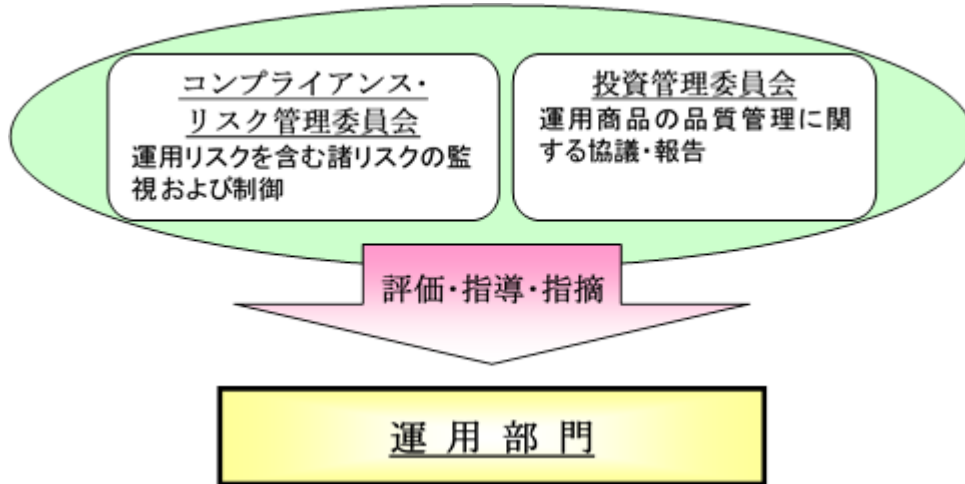 コンプライアンス・
リスク管理委員会
運用リスクを含む諸リスクの監
視および制御
投資管理委員会
運用商品の品質管理に関
する協議・報告
評価・指導・指摘
運用部門